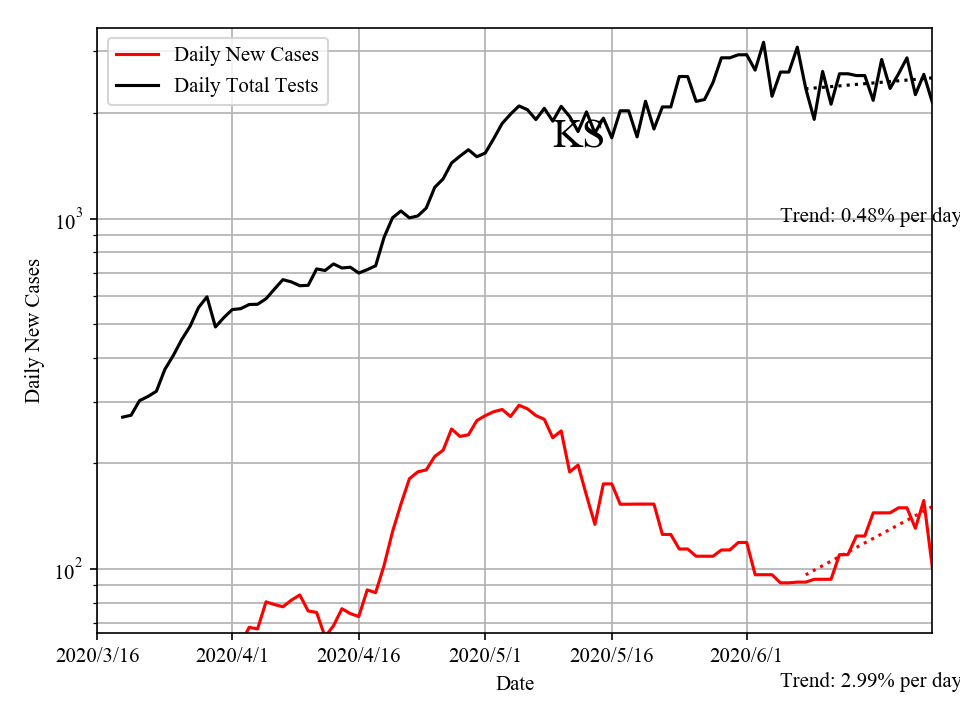 Daily New Cases
Daily Total Tests
KS
10³
Trend: 0.48% per day
Daily New Cases
10²
2020/3/16
2020/4/1
2020/4/16
2020/5/1
2020/5/16
2020/6/1
Date
Trend: 2.99% per day